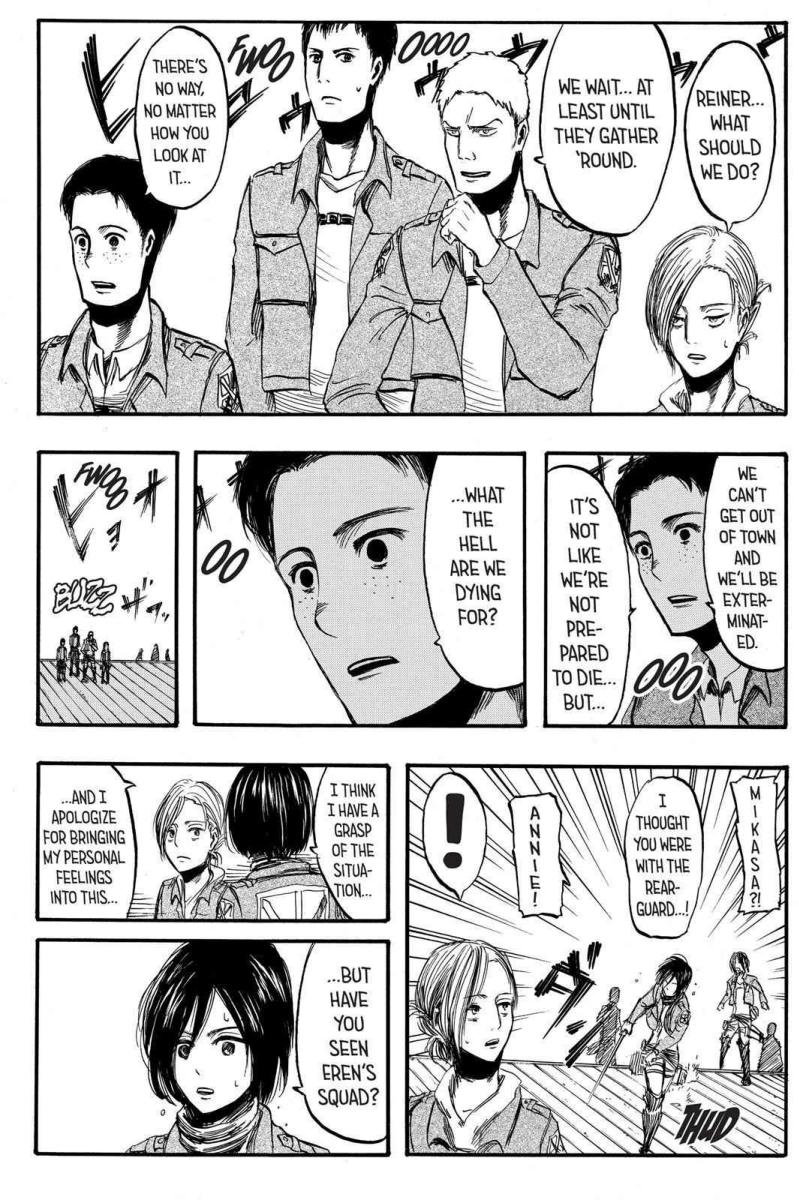 REINER...
WHAT
SHOULD
WE DO?
WE WAIT... AT
LEAST UNTIL
THEY GATHER
'ROUND.
OOOO
FWOO
THERE'S
NO WAY,
NO MATTER
HOW YOU
LOOK AT
IT...
WE
CAN'T
GET OUT
OF TOWN
AND
WE'LL BE
EXTER-
MINAT-
ED.
IT'S
NOT
LIKE
WE'RE
NOT
PRE-
PARED
TO DIE...
BUT...
OOO
...WHAT
THE
HELL
ARE WE
DYING
FOR?
OO
FWOOO
BUZZ
MIKASA?!
I
THOUGHT
YOU WERE
WITH THE
REAR-
GUARD...!
ANNIE!
!
THUD
I THINK
I HAVE A
GRASP
OF THE
SITUA-
TION...
...AND I
APOLOGIZE
FOR BRINGING
MY PERSONAL
FEELINGS
INTO THIS...
...BUT
HAVE
YOU
SEEN
EREN'S
SQUAD?